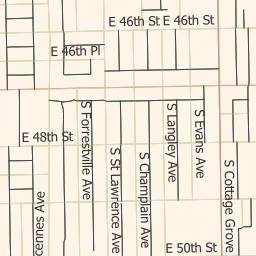 E 46th St
E 46th St
E 46th Pl
E 48th St
S Forrestville Ave
S St Lawrence Ave
S Champlain Ave
S Langley Ave
S Evans Ave
S Cottage Grove
cennes Ave
E 50th St